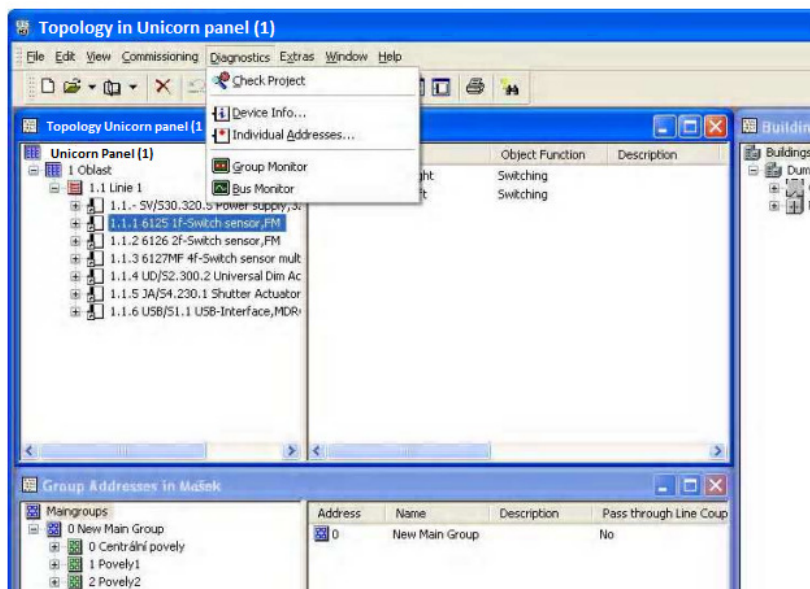 Topology in Unicorn panel (1)
File Edit View Commissioning Diagnostics Extras Window Help
Check Project
Device Info...
Individual Addresses...
Group Monitor
Bus Monitor
Topology Unicorn panel (1
Unicorn Panel (1)
1 Oblast
1.1 Linie 1
1.1.- SV/S30.320.5 Power supply,3
1.1.1 6125 1f-Switch sensor,FM
1.1.2 6126 2f-Switch sensor,FM
1.1.3 6127MF 4f-Switch sensor mult
1.1.4 UD/S2.300.2 Universal Dim Ac
1.1.5 JA/S4.230.1 Shutter Actuator
1.1.6 USB/S1.1 USB-Interface,MDR
Object Function Description
ght Switching
ft Switching
Buildin
Buildings
Dum
Group Addresses in Mašek
Maingroups
0 New Main Group
0 Centrální povely
1 Povely1
2 Povely2
Address Name Description Pass through Line Coup
0 New Main Group No